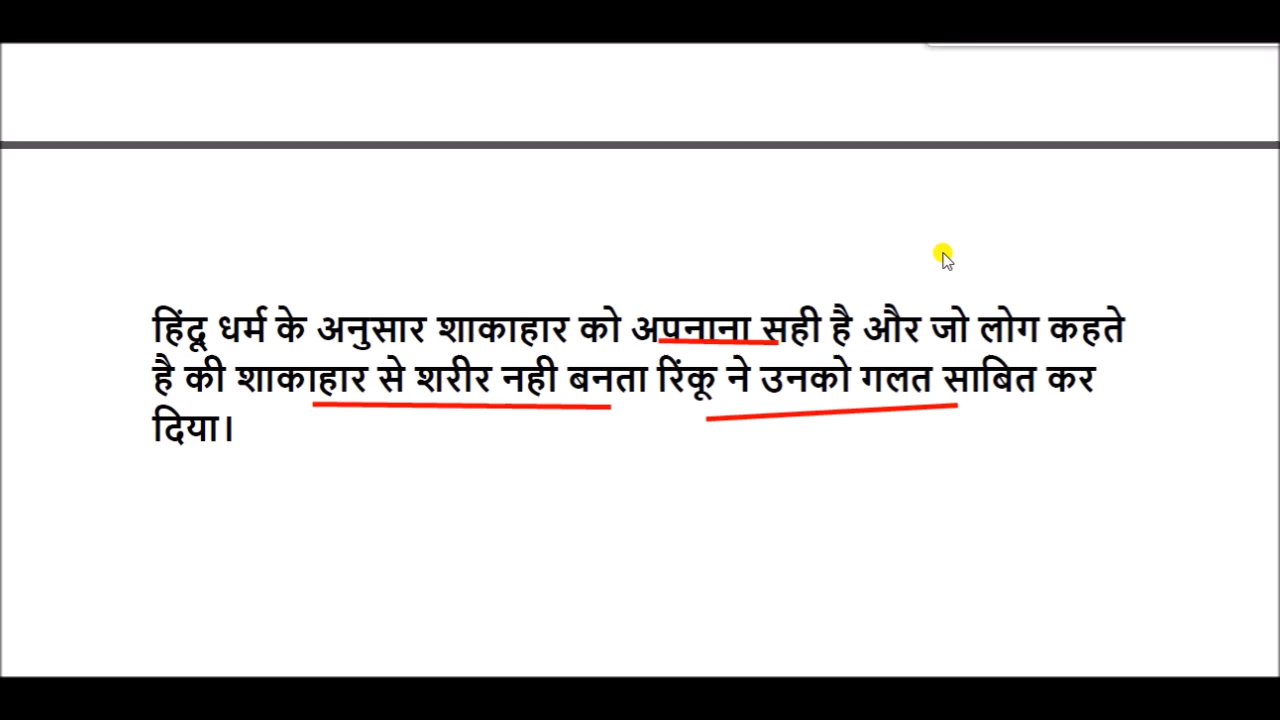 हिंदू धर्म के अनुसार शाकाहार को अपनाना सही है और जो लोग कहते
है की शाकाहार से शरीर नही बनता रिंकू ने उनको गलत साबित कर
दिया।